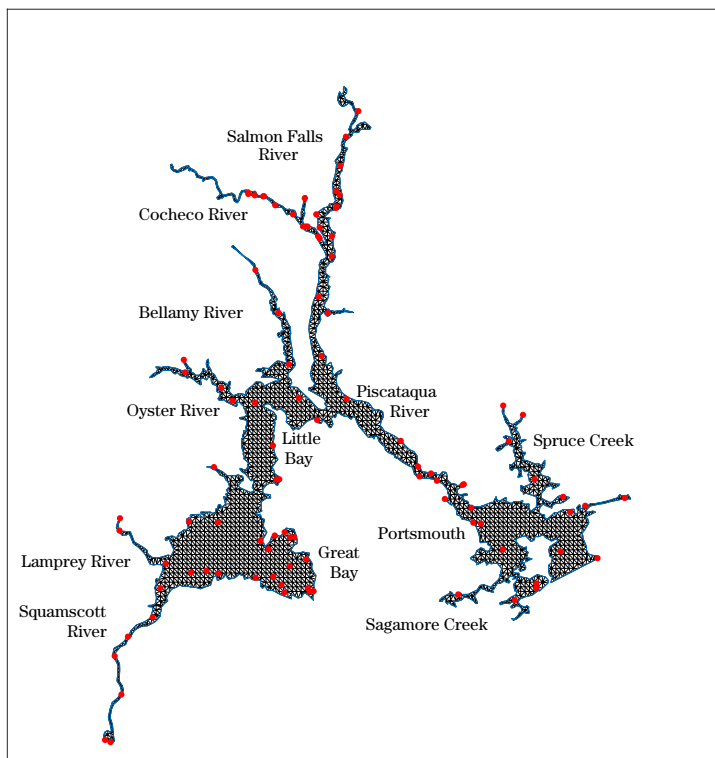 Salmon Falls
River
Cocheco River
Bellamy River
Oyster River
Piscataqua
River
Little
Bay
Spruce Creek
Portsmouth
Lamprey River
Great
Bay
Squamscott
River
Sagamore Creek